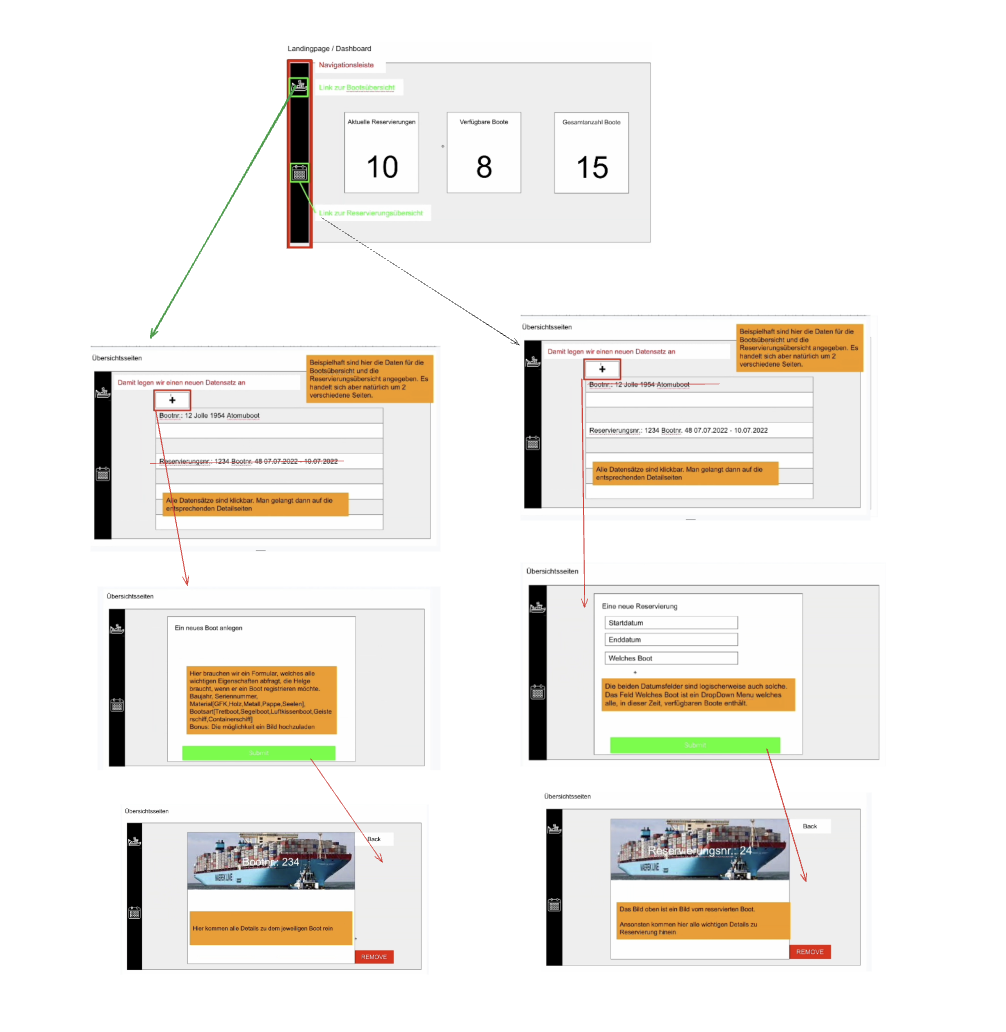 Landingpage / Dashboard
Navigationsleiste
Link zur Bootsübersicht
Aktuelle Reservierungen
Verfügbare Boote
Gesamtanzahl Boote
10
8
15
Link zur Reservierungsübersicht
Übersichtsseiten
Beispielhaft sind hier die Daten für die
Bootsübersicht und die
Reservierungsübersicht angegeben. Es
handelt sich aber natürlich um 2
verschiedene Seiten.
Damit legen wir einen neuen Datensatz an
+
Bootnr.: 12 Jolle 1954 Atomuboot
Reservierungsnr.: 1234 Bootnr. 48 07.07.2022 - 10.07.2022
Alle Datensätze sind klickbar. Man gelangt dann auf die
entsprechenden Detailseiten
Übersichtsseiten
Beispielhaft sind hier die Daten für die
Bootsübersicht und die
Reservierungsübersicht angegeben. Es
handelt sich aber natürlich um 2
verschiedene Seiten.
Damit legen wir einen neuen Datensatz an
+
Bootnr.: 12 Jolle 1954 Atomuboot
Reservierungsnr.: 1234 Bootnr. 48 07.07.2022 - 10.07.2022
Alle Datensätze sind klickbar. Man gelangt dann auf die
entsprechenden Detailseiten
Übersichtsseiten
Ein neues Boot anlegen
Hier brauchen wir ein Formular, welches alle
wichtigen Eigenschaften abfragt, die Helge
braucht, wenn er ein Boot registrieren möchte.
Baujahr, Seriennummer,
Material[GFK,Holz,Metall,Pappe,Seelen],
Bootsart[Tretboot,Segelboot,Luftkissenboot,Geiste
rschiff,Containerschiff]
Bonus: Die möglichkeit ein Bild hochzuladen
Submit
Übersichtsseiten
Eine neue Reservierung
Startdatum
Enddatum
Welches Boot
Die beiden Datumsfelder sind logischerweise auch solche.
Das Feld Welches Boot ist ein DropDown Menu welches
alle, in dieser Zeit, verfügbaren Boote enthält.
Submit
Übersichtsseiten
Back
Bootnr: 234
MAERSK LINE
Hier kommen alle Details zu dem jeweiligen Boot rein
REMOVE
Übersichtsseiten
Back
Reservierungsnr.: 24
MAERSK LINE
Das Bild oben ist ein Bild vom reservierten Boot.
Ansonsten kommen hier alle wichtigen Details zu
Reservierung hinein
REMOVE